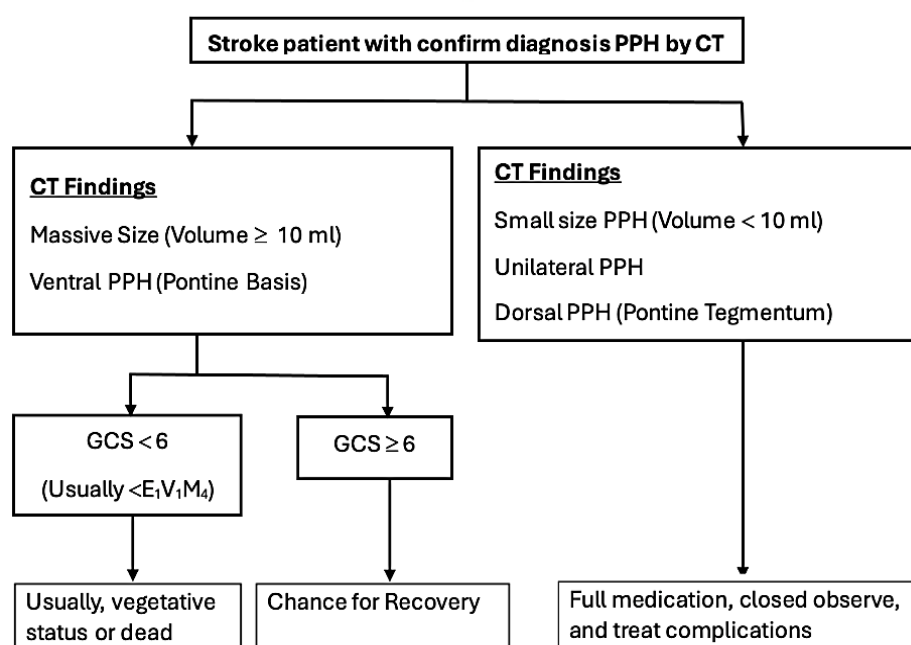 Stroke patient with confirm diagnosis PPH by CT
CT Findings
Massive Size (Volume ≥ 10 ml)
Ventral PPH (Pontine Basis)
CT Findings
Small size PPH (Volume < 10 ml)
Unilateral PPH
Dorsal PPH (Pontine Tegmentum)
GCS < 6
(Usually <E₁V₁M₄)
GCS ≥ 6
Usually, vegetative
status or dead
Chance for Recovery
Full medication, closed observe,
and treat complications